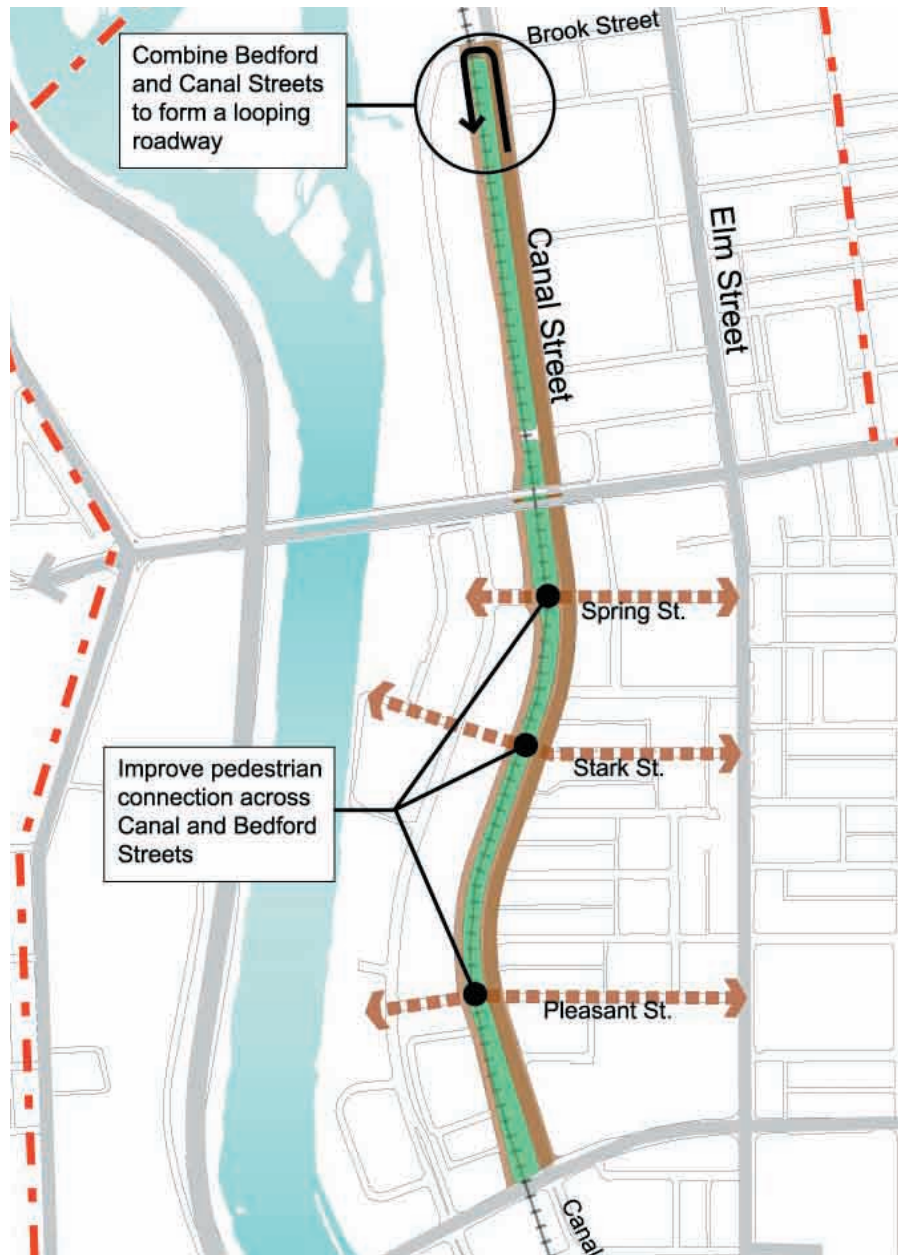 Combine Bedford
and Canal Streets
to form a looping
roadway
Brook Street
Canal Street
Elm Street
Spring St.
Stark St.
Improve pedestrian
connection across
Canal and Bedford
Streets
Pleasant St.
Canal